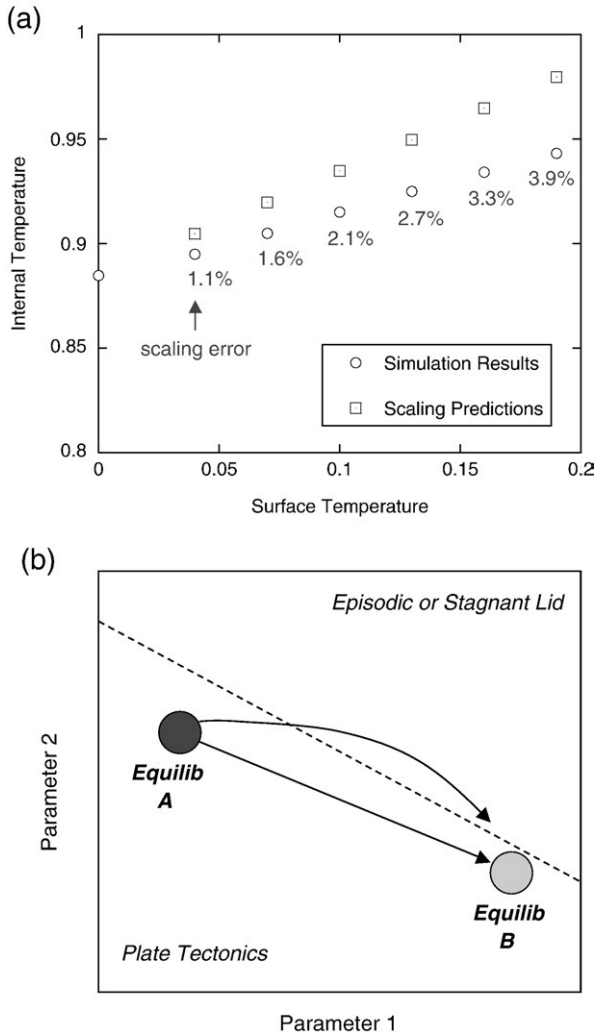 (a)
1
0.95
0.9
0.85
0.8
Internal Temperature
1.1%
1.6%
2.1%
2.7%
3.3%
3.9%
scaling error
Simulation Results
Scaling Predictions
0
0.05
0.1
0.15
0.2
Surface Temperature
(b)
Episodic or Stagnant Lid
Parameter 2
Equilib
A
Equilib
B
Plate Tectonics
Parameter 1